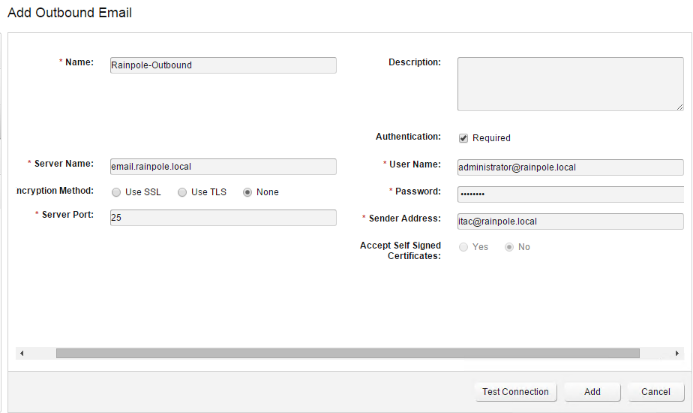 Add Outbound Email
* Name: Rainpole-Outbound
Description:
Authentication: Required
* Server Name: email.rainpole.local
* User Name: administrator@rainpole.local
ncryption Method: Use SSL Use TLS None
* Password: ••••••••
* Server Port: 25
* Sender Address: itac@rainpole.local
Accept Self Signed
Certificates: Yes No
Test Connection Add Cancel